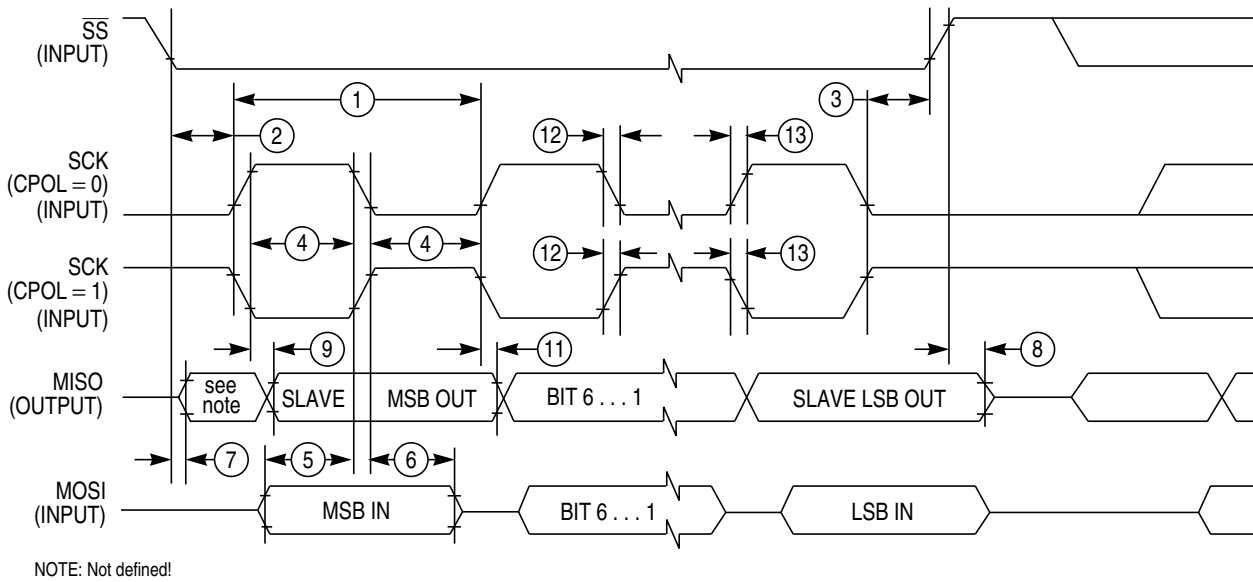 SS
(INPUT)
1
3
2
12
13
SCK
(CPOL = 0)
(INPUT)
4
4
SCK
(CPOL = 1)
(INPUT)
12
13
9
11
8
MISO
(OUTPUT)
see
note
SLAVE
MSB OUT
BIT 6 . . . 1
SLAVE LSB OUT
7
5
6
MOSI
(INPUT)
MSB IN
BIT 6 . . . 1
LSB IN
NOTE: Not defined!